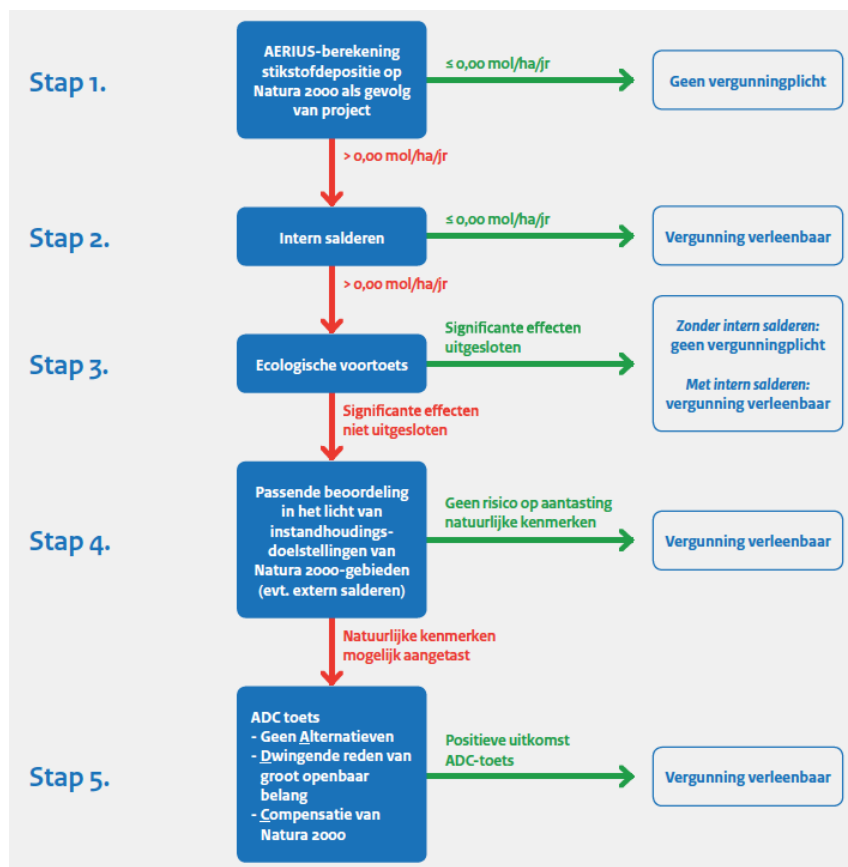 Stap 1.
AERIUS-berekening
stikstofdepositie op
Natura 2000 als gevolg
van project
≤ 0,00 mol/ha/jr
Geen vergunningplicht
> 0,00 mol/ha/jr
Stap 2.
Intern salderen
≤ 0,00 mol/ha/jr
Vergunning verleenbaar
> 0,00 mol/ha/jr
Stap 3.
Ecologische voortoets
Significante effecten
uitgesloten
Zonder intern salderen:
geen vergunningplicht
Met intern salderen:
vergunning verleenbaar
Significante effecten
niet uitgesloten
Stap 4.
Passende beoordeling
in het licht van
instandhoudings-
doelstellingen van
Natura 2000-gebieden
(evt. extern salderen)
Geen risico op aantasting
natuurlijke kenmerken
Vergunning verleenbaar
Natuurlijke kenmerken
mogelijk aangetast
Stap 5.
ADC toets
- Geen Alternatieven
- Dwingende reden van
groot openbaar
belang
- Compensatie van
Natura 2000
Positieve uitkomst
ADC-toets
Vergunning verleenbaar